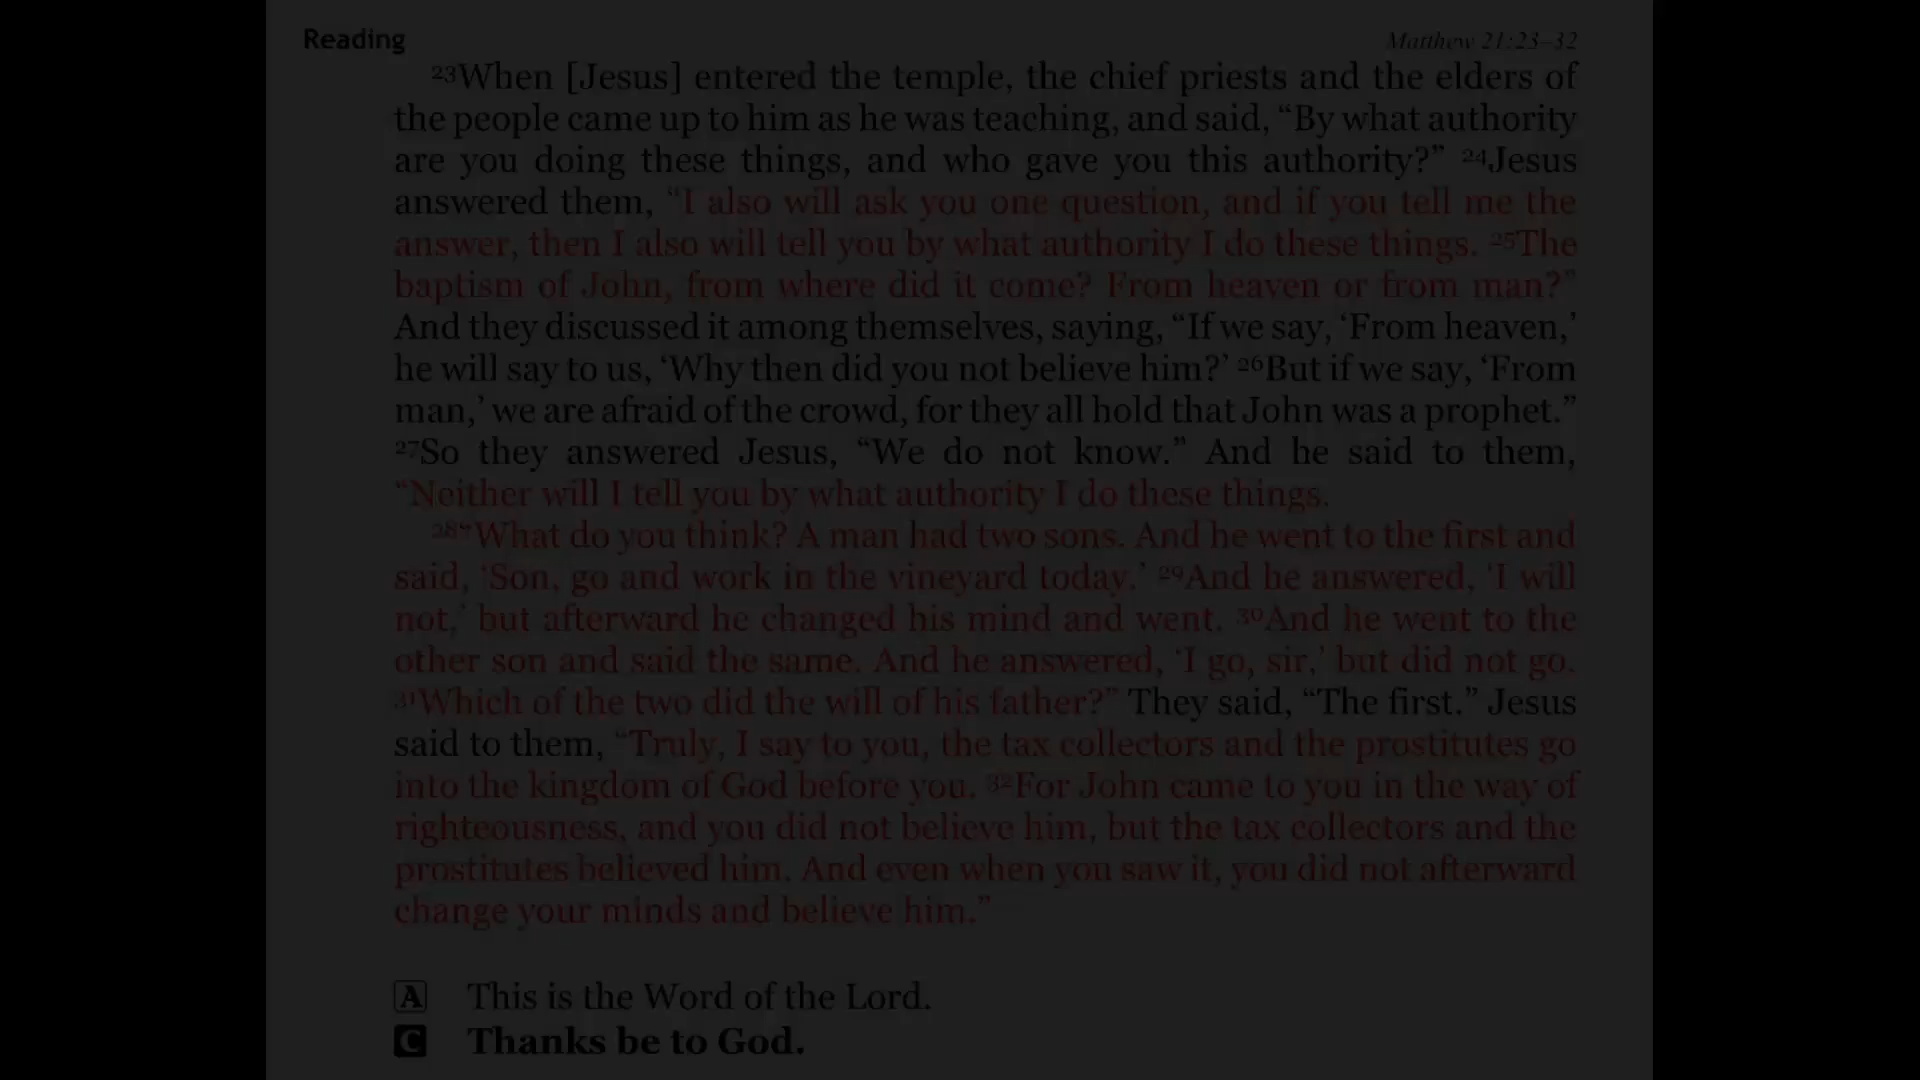 Reading
Matthew 21:23–32
23When [Jesus] entered the temple, the chief priests and the elders of
the people came up to him as he was teaching, and said, “By what authority
are you doing these things, and who gave you this authority?” 24Jesus
answered them, “I also will ask you one question, and if you tell me the
answer, then I also will tell you by what authority I do these things. 25The
baptism of John, from where did it come? From heaven or from man?”
And they discussed it among themselves, saying, “If we say, ‘From heaven,’
he will say to us, ‘Why then did you not believe him?’ 26But if we say, ‘From
man,’ we are afraid of the crowd, for they all hold that John was a prophet.”
27So they answered Jesus, “We do not know.” And he said to them,
“Neither will I tell you by what authority I do these things.
28“What do you think? A man had two sons. And he went to the first and
said, ‘Son, go and work in the vineyard today.’ 29And he answered, ‘I will
not,’ but afterward he changed his mind and went. 30And he went to the
other son and said the same. And he answered, ‘I go, sir,’ but did not go.
31Which of the two did the will of his father?” They said, “The first.” Jesus
said to them, “Truly, I say to you, the tax collectors and the prostitutes go
into the kingdom of God before you. 32For John came to you in the way of
righteousness, and you did not believe him, but the tax collectors and the
prostitutes believed him. And even when you saw it, you did not afterward
change your minds and believe him.”
A This is the Word of the Lord.
C Thanks be to God.